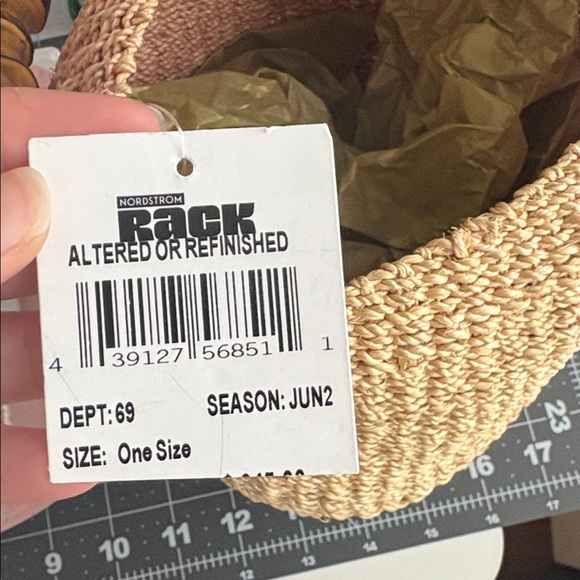 NORDSTROM
Rack
ALTERED OR REFINISHED
4 39127 56851 1
DEPT: 69 SEASON: JUN2
SIZE: One Size
23
9 10 11 12 16 17
12 13 14 15 16 17